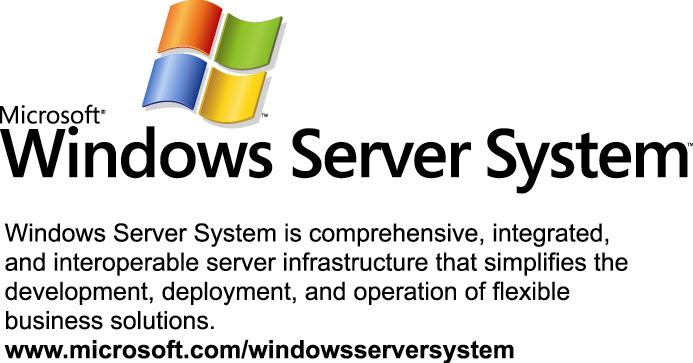 Microsoft®
Windows Server System™
Windows Server System is comprehensive, integrated,
and interoperable server infrastructure that simplifies the
development, deployment, and operation of flexible
business solutions.
www.microsoft.com/windowsserversystem